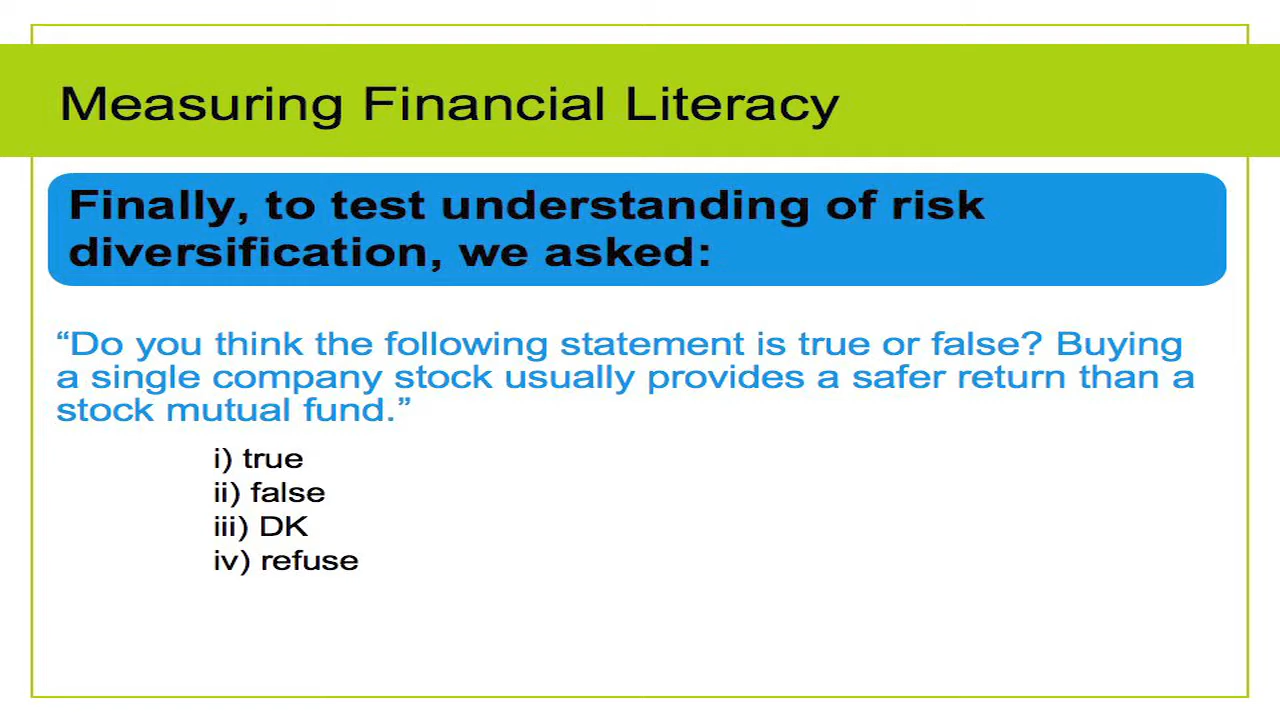 Measuring Financial Literacy
Finally, to test understanding of risk
diversification, we asked:
“Do you think the following statement is true or false? Buying
a single company stock usually provides a safer return than a
stock mutual fund.”
i) true
ii) false
iii) DK
iv) refuse